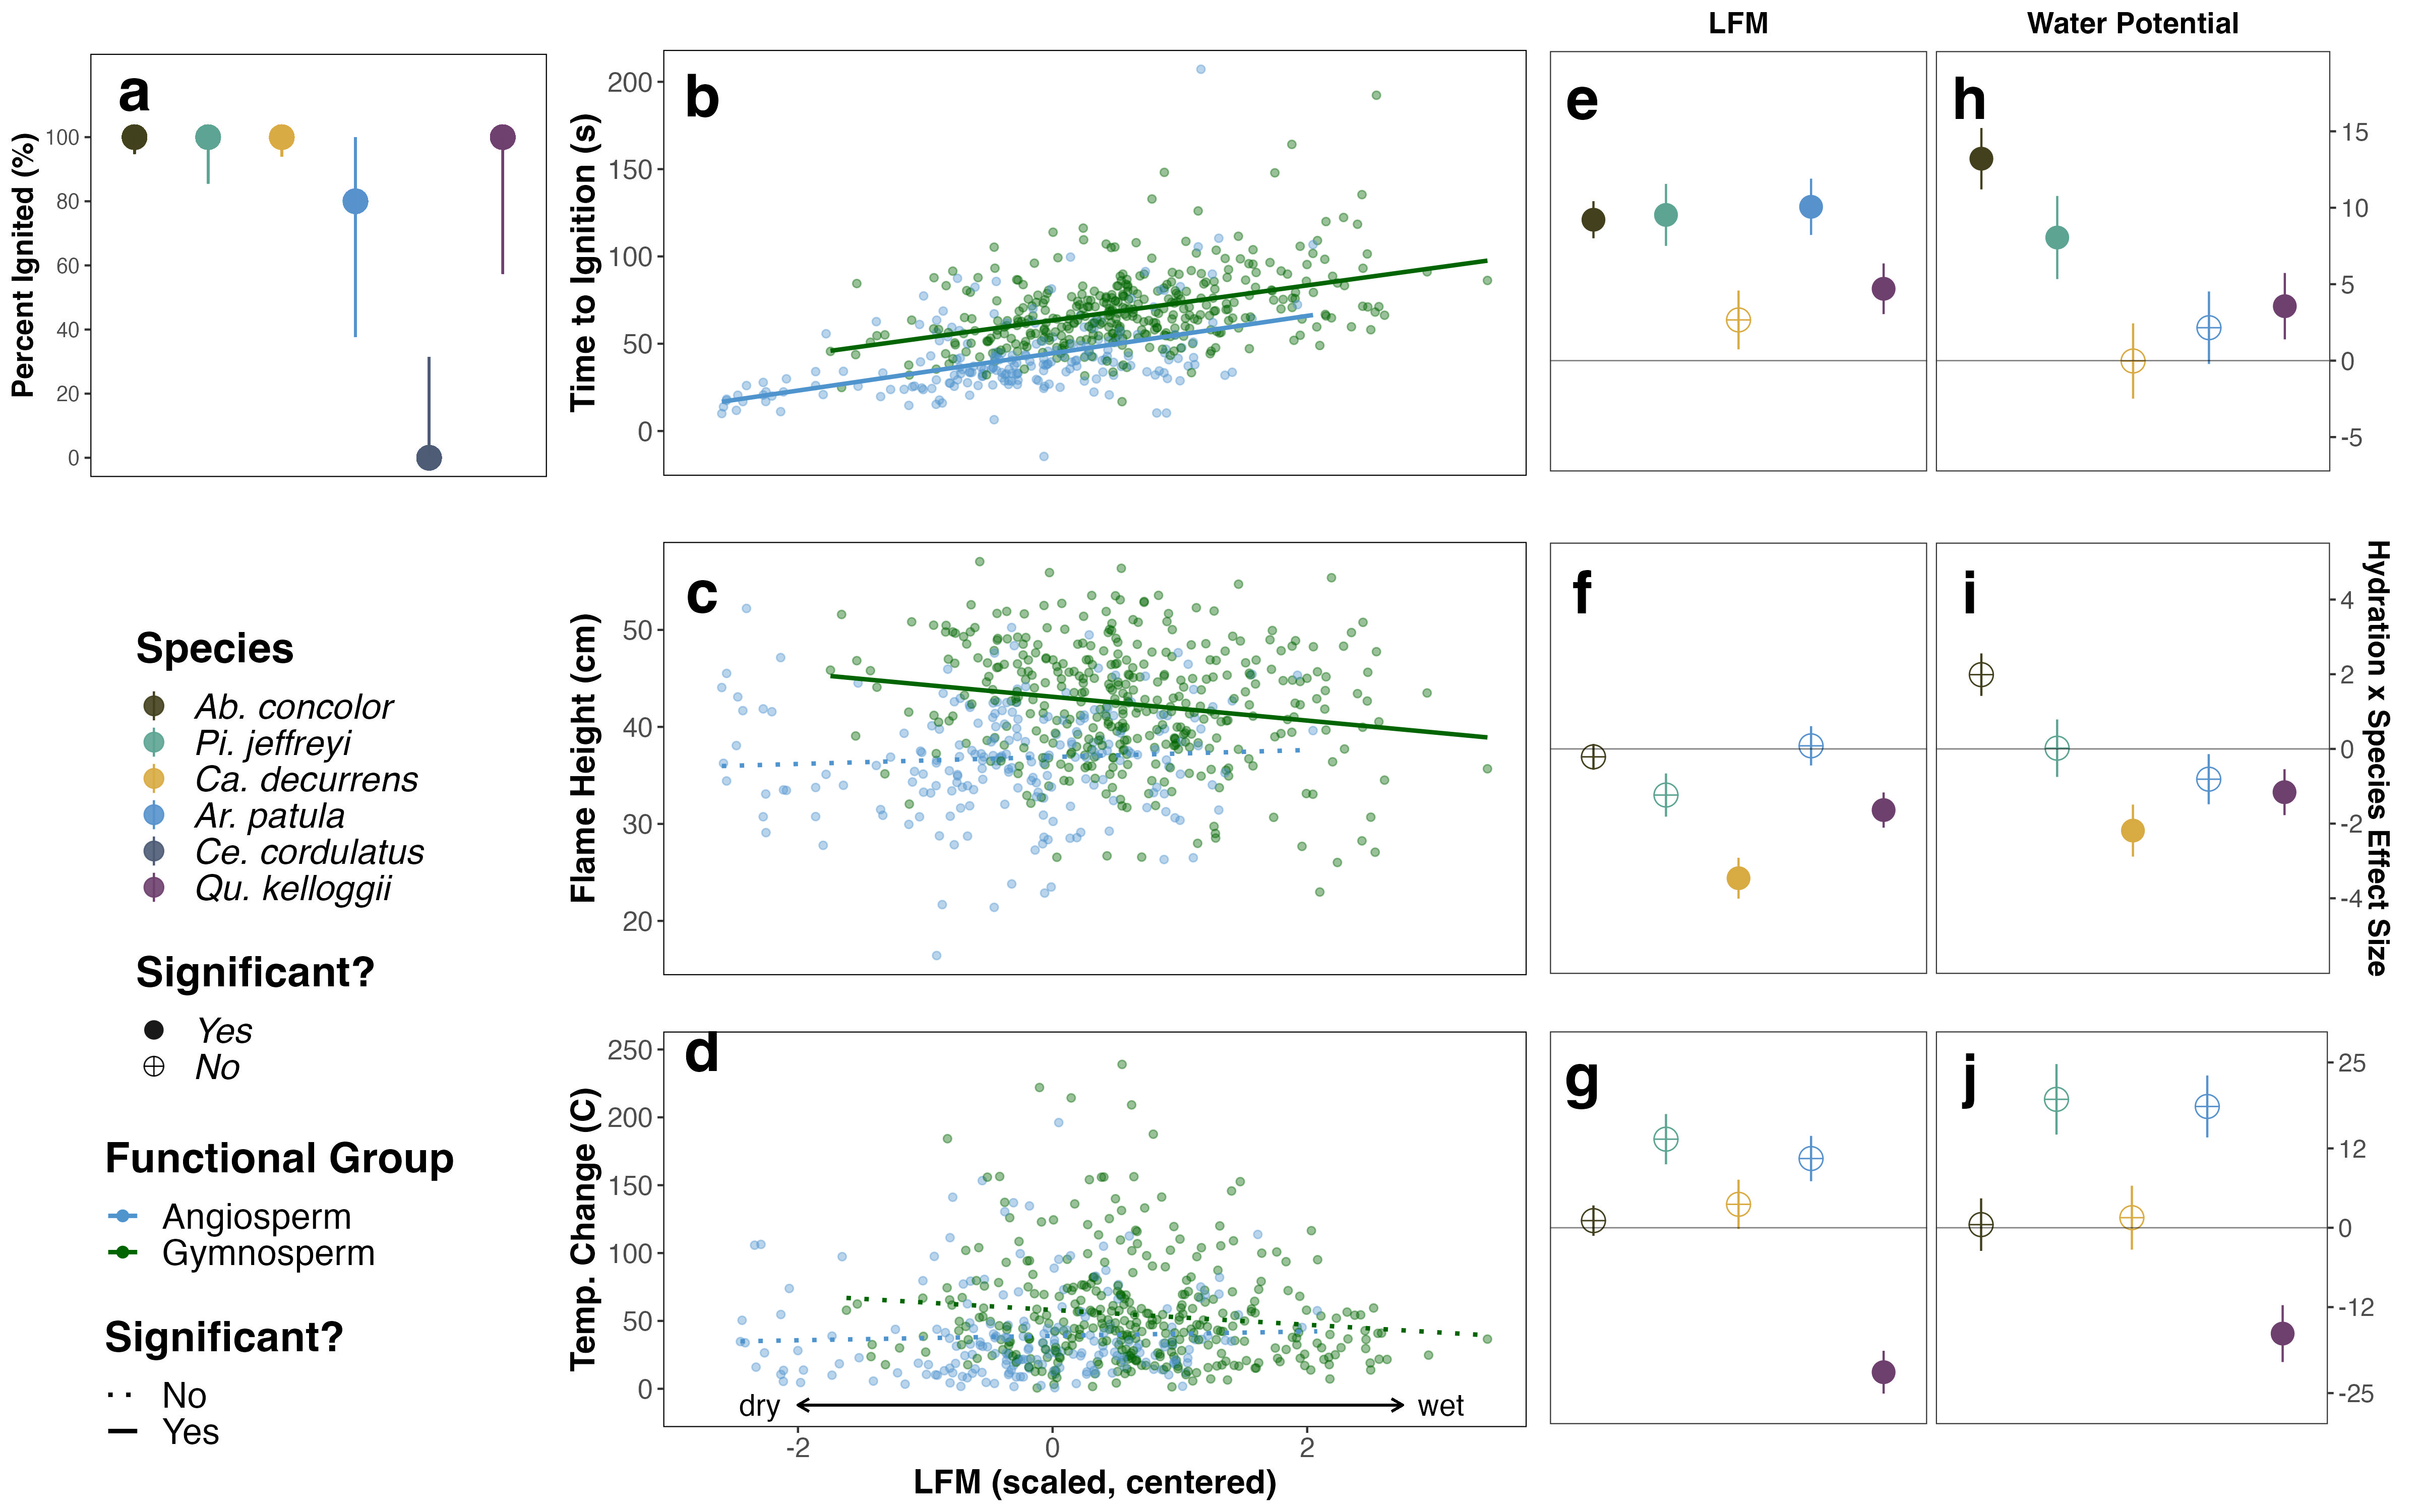 LFM
Water Potential
a
Percent Ignited (%)
100
80
60
40
20
0
b
Time to Ignition (s)
200
150
100
50
0
e
h
15
10
5
0
-5
Species
Ab. concolor
Pi. jeffreyi
Ca. decurrens
Ar. patula
Ce. cordulatus
Qu. kelloggii
Significant?
Yes
No
Functional Group
Angiosperm
Gymnosperm
Significant?
No
Yes
c
Flame Height (cm)
50
40
30
20
f
i
4
2
0
-2
-4
Hydration x Species Effect Size
d
Temp. Change (C)
250
200
150
100
50
0
dry
wet
-2
0
2
LFM (scaled, centered)
g
j
25
12
0
-12
-25